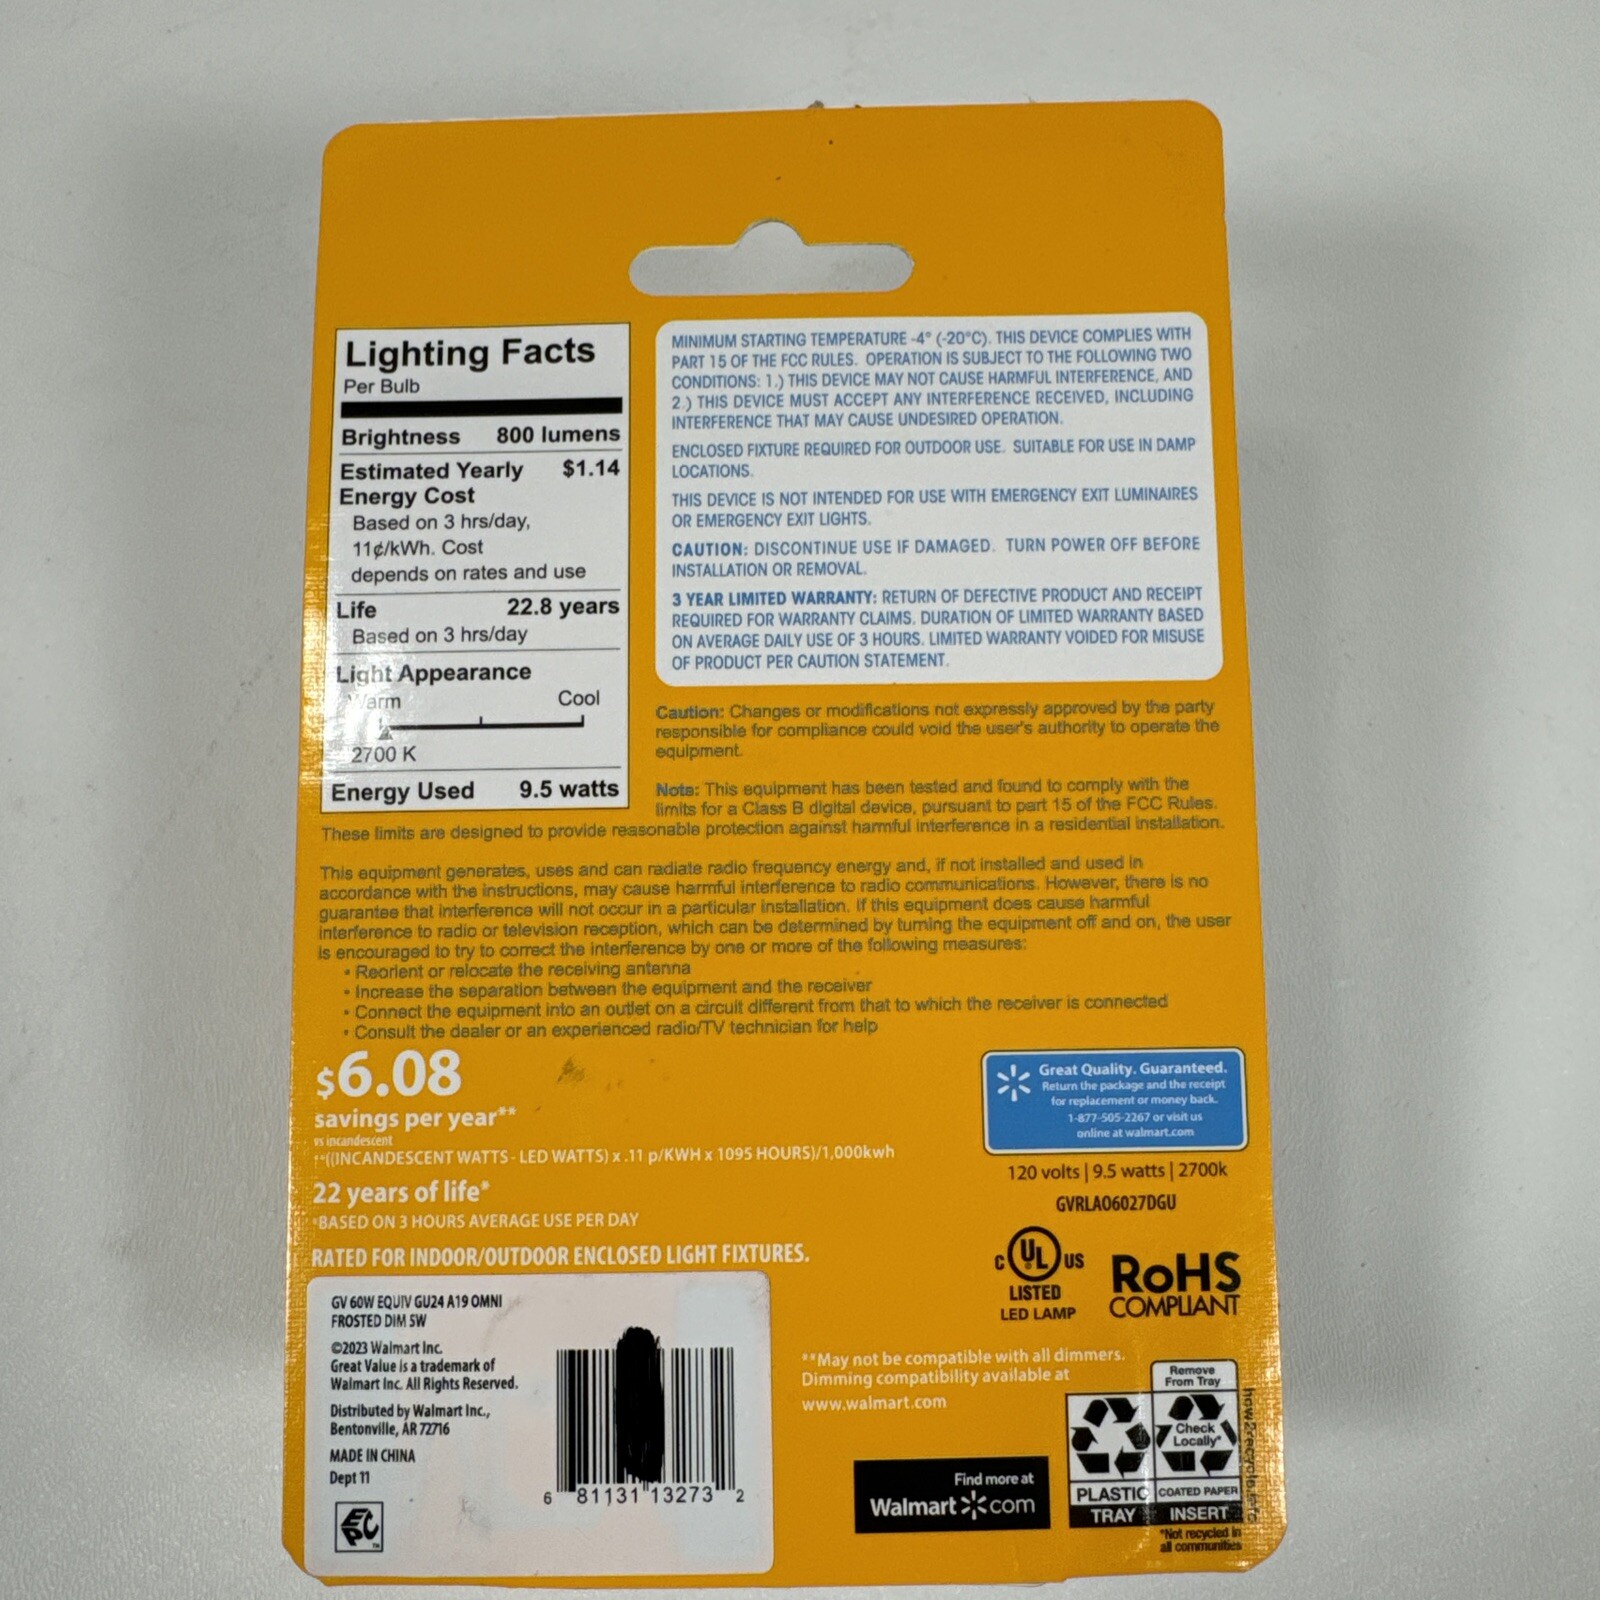 Lighting Facts
Per Bulb
Brightness 800 lumens
Estimated Yearly $1.14
Energy Cost
Based on 3 hrs/day,
11¢/kWh. Cost
depends on rates and use
Life 22.8 years
Based on 3 hrs/day
Light Appearance
Warm Cool
2700 K
Energy Used 9.5 watts
MINIMUM STARTING TEMPERATURE -4° (-20°C). THIS DEVICE COMPLIES WITH
PART 15 OF THE FCC RULES. OPERATION IS SUBJECT TO THE FOLLOWING TWO
CONDITIONS: 1.) THIS DEVICE MAY NOT CAUSE HARMFUL INTERFERENCE, AND
2.) THIS DEVICE MUST ACCEPT ANY INTERFERENCE RECEIVED, INCLUDING
INTERFERENCE THAT MAY CAUSE UNDESIRED OPERATION.
ENCLOSED FIXTURE REQUIRED FOR OUTDOOR USE. SUITABLE FOR USE IN DAMP
LOCATIONS.
THIS DEVICE IS NOT INTENDED FOR USE WITH EMERGENCY EXIT LUMINAIRES
OR EMERGENCY EXIT LIGHTS.
CAUTION: DISCONTINUE USE IF DAMAGED. TURN POWER OFF BEFORE
INSTALLATION OR REMOVAL.
3 YEAR LIMITED WARRANTY: RETURN OF DEFECTIVE PRODUCT AND RECEIPT
REQUIRED FOR WARRANTY CLAIMS. DURATION OF LIMITED WARRANTY BASED
ON AVERAGE DAILY USE OF 3 HOURS. LIMITED WARRANTY VOIDED FOR MISUSE
OF PRODUCT PER CAUTION STATEMENT.
Caution: Changes or modifications not expressly approved by the party
responsible for compliance could void the user's authority to operate the
equipment.
Note: This equipment has been tested and found to comply with the
limits for a Class B digital device, pursuant to part 15 of the FCC Rules.
These limits are designed to provide reasonable protection against harmful interference in a residential installation.
This equipment generates, uses and can radiate radio frequency energy and, if not installed and used in
accordance with the instructions, may cause harmful interference to radio communications. However, there is no
guarantee that interference will not occur in a particular installation. If this equipment does cause harmful
interference to radio or television reception, which can be determined by turning the equipment off and on, the user
is encouraged to try to correct the interference by one or more of the following measures:
• Reorient or relocate the receiving antenna
• Increase the separation between the equipment and the receiver
• Connect the equipment into an outlet on a circuit different from that to which the receiver is connected
• Consult the dealer or an experienced radio/TV technician for help
$6.08
savings per year**
vs incandescent
**((INCANDESCENT WATTS - LED WATTS) x .11 p/KWH x 1095 HOURS)/1,000kwh
22 years of life*
*BASED ON 3 HOURS AVERAGE USE PER DAY
RATED FOR INDOOR/OUTDOOR ENCLOSED LIGHT FIXTURES.
Great Quality. Guaranteed.
Return the package and the receipt
for replacement or money back.
1-877-505-2267 or visit us
online at walmart.com
120 volts | 9.5 watts | 2700k
GVRLA06027DGU
C UL US
LISTED
LED LAMP
RoHS
COMPLIANT
GV 60W EQUIV GU24 A19 OMNI
FROSTED DIM SW
©2023 Walmart Inc.
Great Value is a trademark of
Walmart Inc. All Rights Reserved.
Distributed by Walmart Inc.,
Bentonville, AR 72716
MADE IN CHINA
Dept 11
EPC TM
6 81131 13273 2
**May not be compatible with all dimmers.
Dimming compatibility available at
www.walmart.com
Find more at
Walmart.com
Remove
From Tray
Check
Locally*
PLASTIC
TRAY
COATED PAPER
INSERT
*Not recycled in
all communities
how2recycle.info